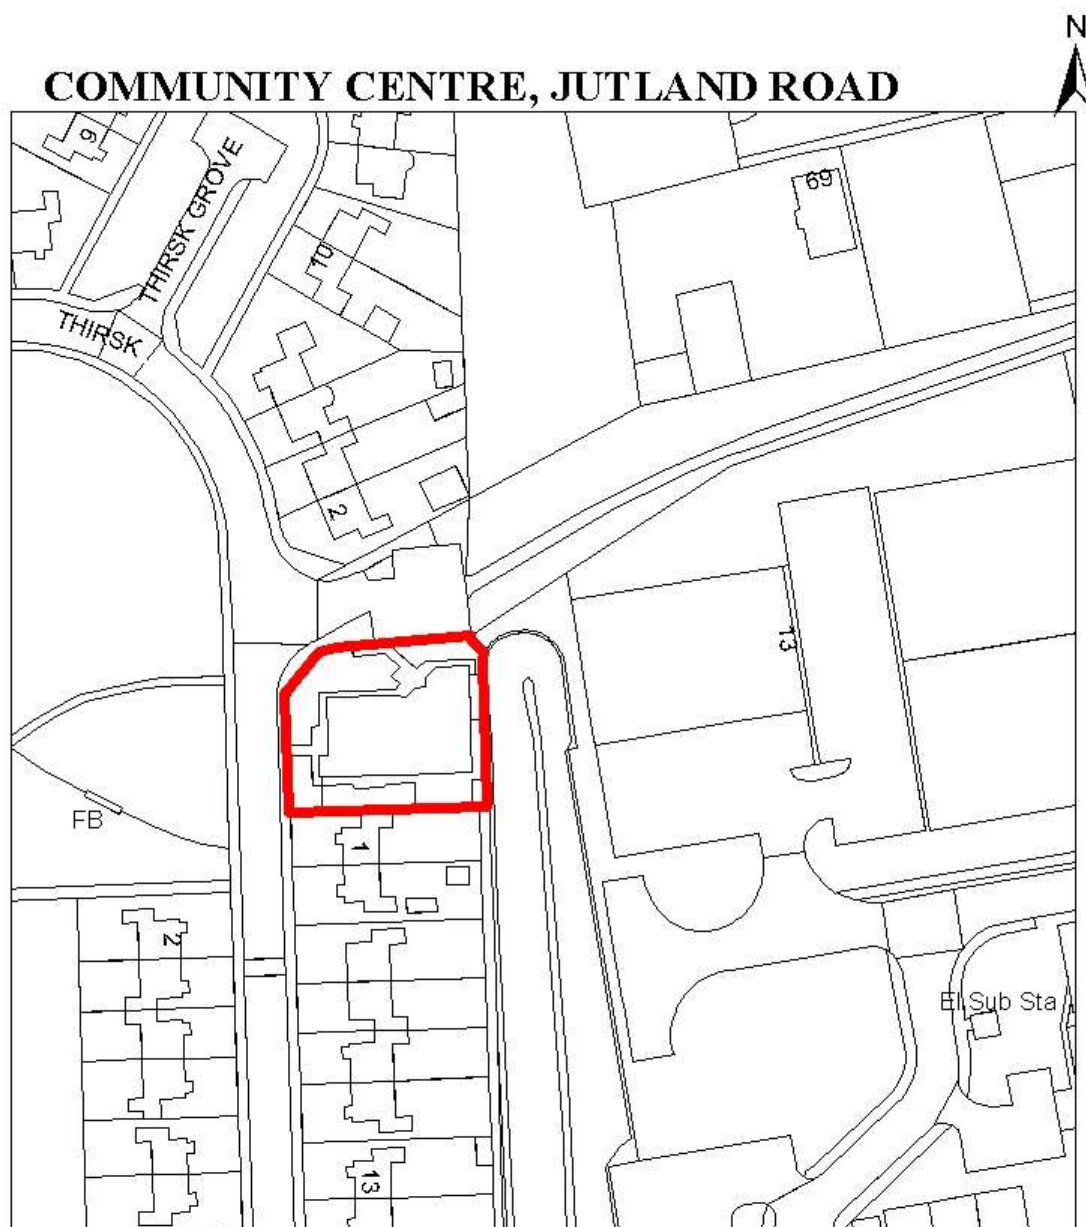 N
COMMUNITY CENTRE, JUTLAND ROAD
9
THIRSK GROVE
69
10
THIRSK
2
13
FB
1
2
El Sub Sta
13